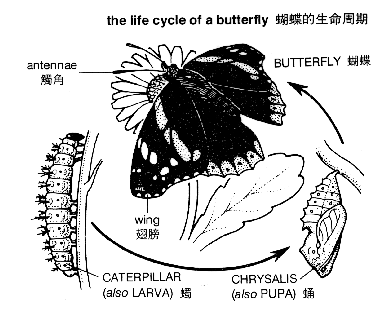 the life cycle of a butterfly 蝴蝶的生命周期
antennae
觸角
BUTTERFLY 蝴蝶
wing
翅膀
CATERPILLAR
(also LARVA) 蠋
CHRYSALIS
(also PUPA) 蛹